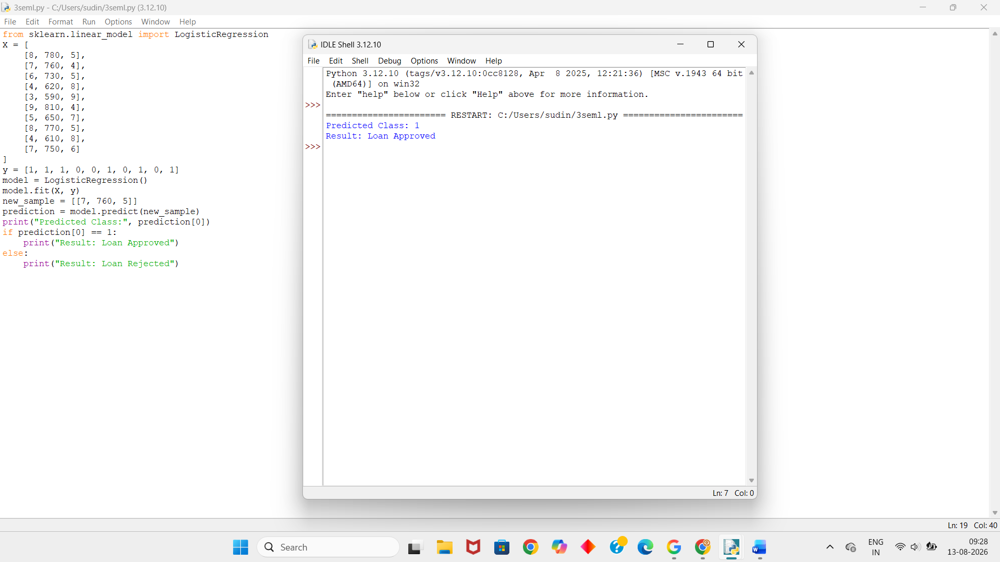 3seml.py - C:/Users/sudin/3seml.py (3.12.10)
File Edit Format Run Options Window Help
from sklearn.linear_model import LogisticRegression
X = [
    [8, 780, 5],
    [7, 760, 4],
    [6, 730, 5],
    [4, 620, 8],
    [3, 590, 9],
    [9, 810, 4],
    [5, 650, 7],
    [8, 770, 5],
    [4, 610, 8],
    [7, 750, 6]
]
y = [1, 1, 1, 0, 0, 1, 0, 1, 0, 1]
model = LogisticRegression()
model.fit(X, y)
new_sample = [[7, 760, 5]]
prediction = model.predict(new_sample)
print("Predicted Class:", prediction[0])
if prediction[0] == 1:
    print("Result: Loan Approved")
else:
    print("Result: Loan Rejected")
IDLE Shell 3.12.10
File Edit Shell Debug Options Window Help
Python 3.12.10 (tags/v3.12.10:0cc8128, Apr  8 2025, 12:21:36) [MSC v.1943 64 bit
 (AMD64)] on win32
Enter "help" below or click "Help" above for more information.
>>>
======================= RESTART: C:/Users/sudin/3seml.py =======================
Predicted Class: 1
Result: Loan Approved
>>>
Ln: 7 Col: 0
Ln: 19 Col: 40
Search
ENG
IN
09:28
13-08-2026